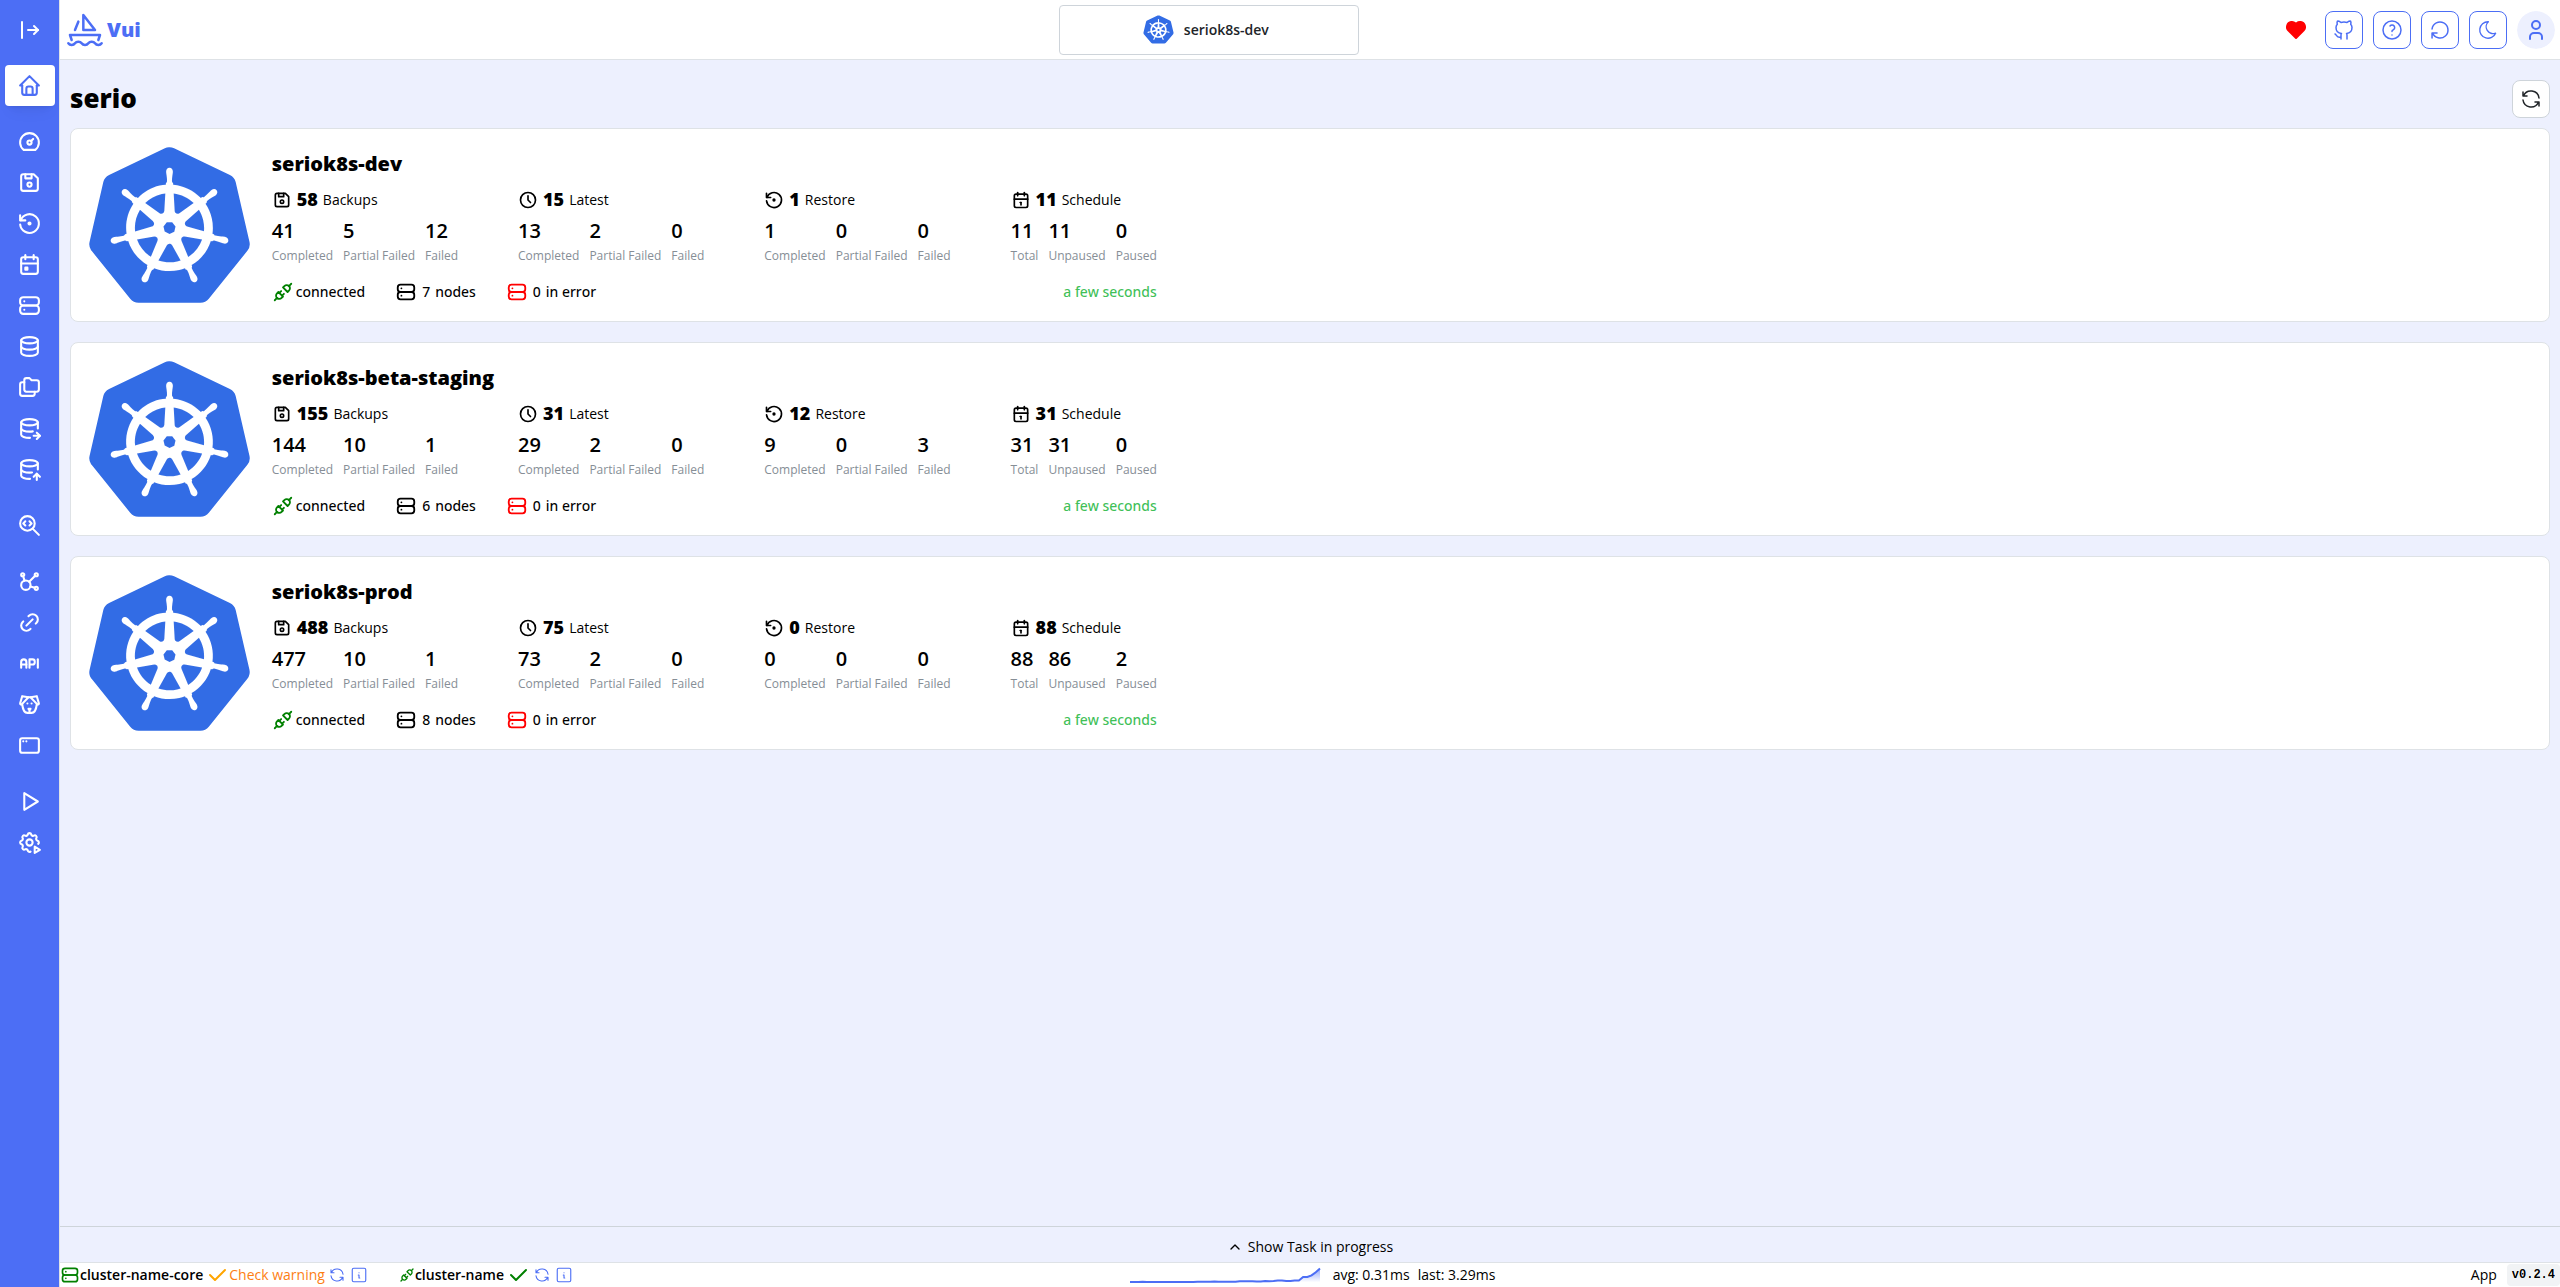 Vui
seriok8s-dev
serio
seriok8s-dev
58 Backups 15 Latest 1 Restore 11 Schedule
41 5 12 13 2 0 1 0 0 11 11 0
Completed Partial Failed Failed Completed Partial Failed Failed Completed Partial Failed Failed Total Unpaused Paused
connected 7 nodes 0 in error a few seconds
seriok8s-beta-staging
155 Backups 31 Latest 12 Restore 31 Schedule
144 10 1 29 2 0 9 0 3 31 31 0
Completed Partial Failed Failed Completed Partial Failed Failed Completed Partial Failed Failed Total Unpaused Paused
connected 6 nodes 0 in error a few seconds
seriok8s-prod
488 Backups 75 Latest 0 Restore 88 Schedule
477 10 1 73 2 0 0 0 0 88 86 2
Completed Partial Failed Failed Completed Partial Failed Failed Completed Partial Failed Failed Total Unpaused Paused
connected 8 nodes 0 in error a few seconds
API
Show Task in progress
cluster-name-core Check warning cluster-name avg: 0.31ms last: 3.29ms App v0.2.4